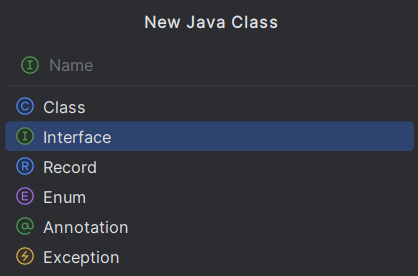 New Java Class
I Name
C Class
I Interface
R Record
E Enum
@ Annotation
Exception